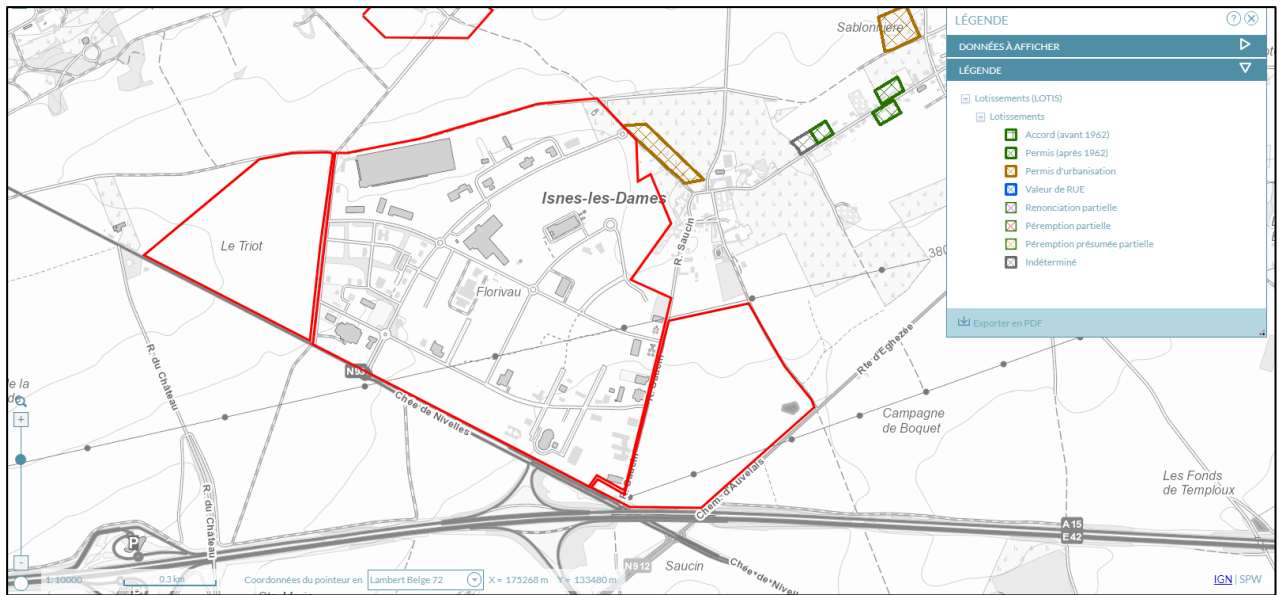 Sablonnière
LÉGENDE
DONNÉES À AFFICHER
LÉGENDE
Lotissements (LOTIS)
Lotissements
Accord (avant 1962)
Permis (après 1962)
Permis d'urbanisation
Valeur de RUE
Renonciation partielle
Péremption partielle
Péremption présumée partielle
Indéterminé
Exporter en PDF
Isnes-les-Dames
Le Triot
R. Saucin
380
Florivau
Rte d'Eghezée
R. du Château
Chée de Nivelles
e la
Campagne
de Boquet
Les Fonds
de Temploux
Chem. d'Auvelais
R. du Château
P
A 15
E 42
N912
Saucin
Chée de Nivelles
1: 10000
0.3 km
Coordonnées du pointeur en
Lambert Belge 72
X = 175268 m
Y = 133480 m
IGN | SPW